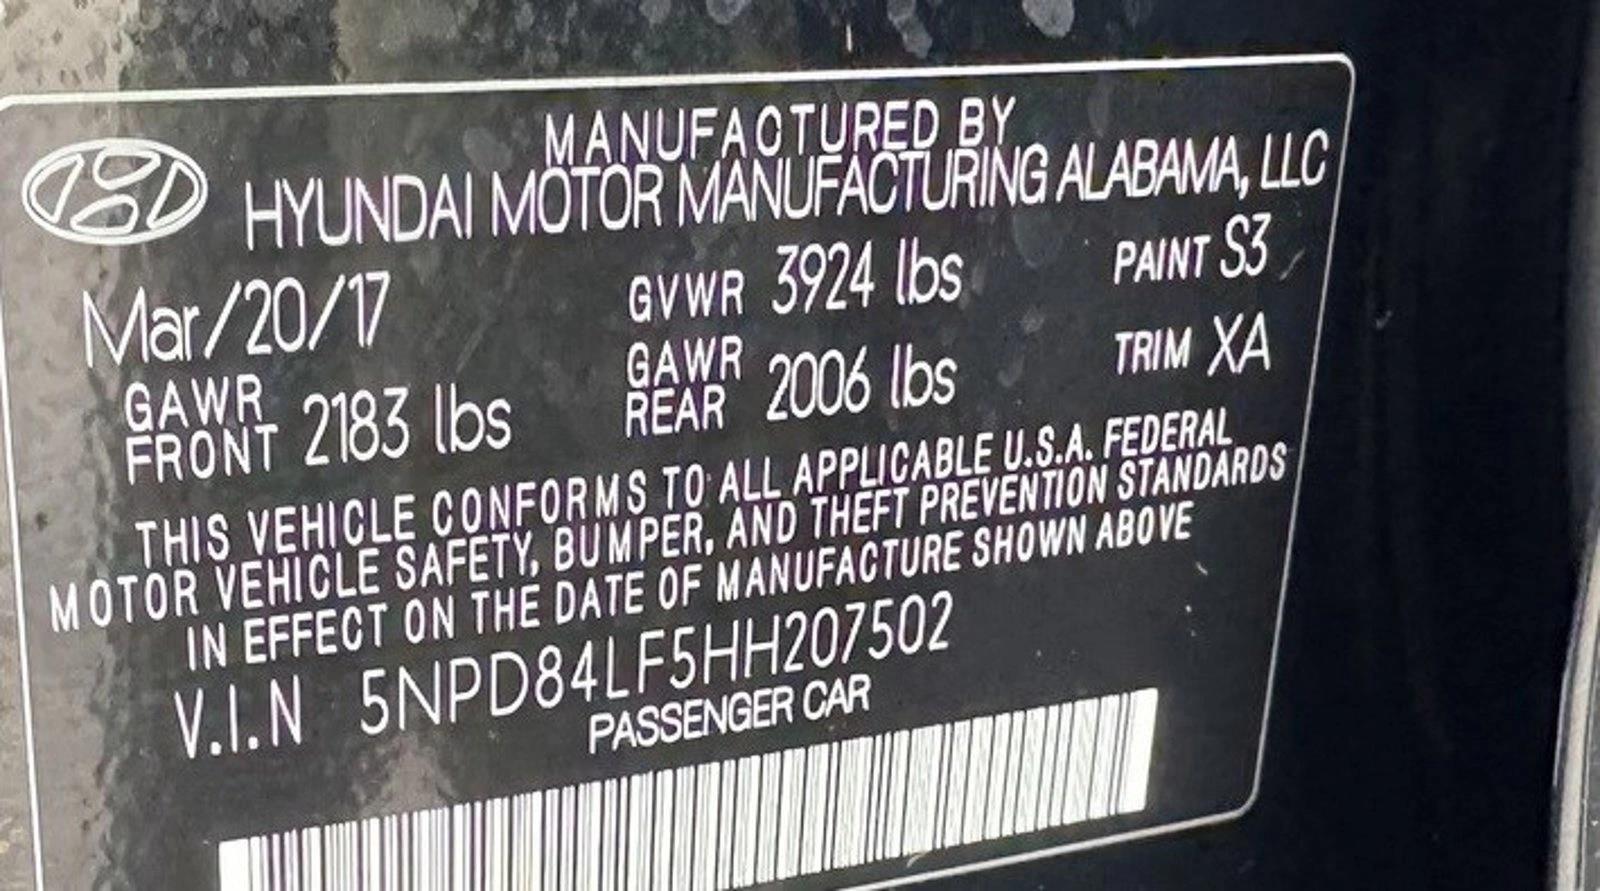 MANUFACTURED BY
HYUNDAI MOTOR MANUFACTURING ALABAMA, LLC
Mar/20/17 GVWR 3924 lbs PAINT S3
GAWR FRONT 2183 lbs GAWR REAR 2006 lbs TRIM XA
THIS VEHICLE CONFORMS TO ALL APPLICABLE U.S.A. FEDERAL
MOTOR VEHICLE SAFETY, BUMPER, AND THEFT PREVENTION STANDARDS
IN EFFECT ON THE DATE OF MANUFACTURE SHOWN ABOVE
V.I.N 5NPD84LF5HH207502
PASSENGER CAR